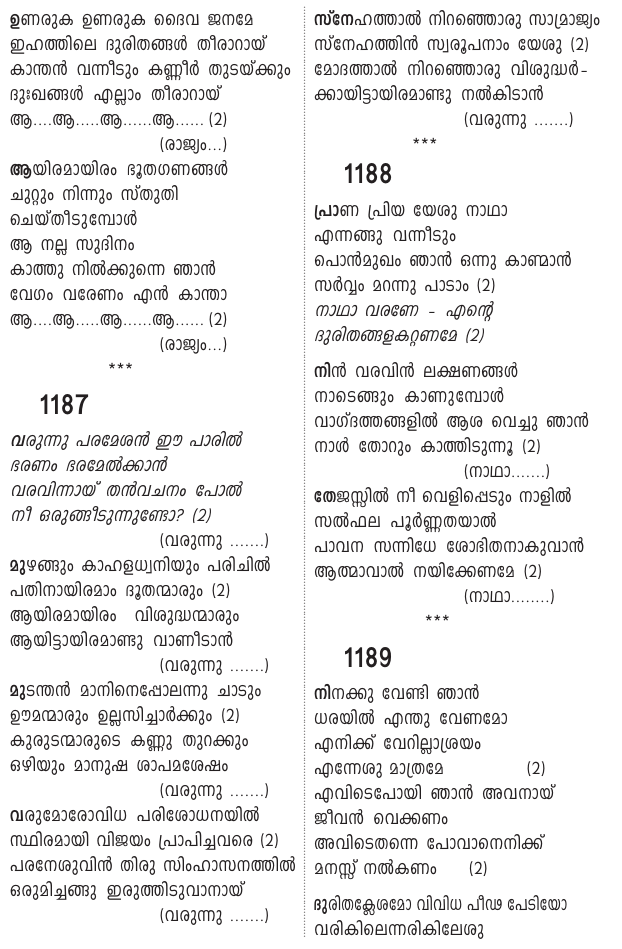 ഉണരുക ഉണരുക ദൈവ ജനമേ
ഇഹത്തിലെ ദുരിതങ്ങൾ തീരാറായ്
കാന്തൻ വന്നീടും കണ്ണീർ തുടയ്ക്കും
ദുഃഖങ്ങൾ എല്ലാം തീരാറായ്
ആ....ആ.....ആ......ആ...... (2)
(രാജ്യം...)
ആയിരമായിരം ഭൂതഗണങ്ങൾ
ചുറ്റും നിന്നും സ്തുതി
ചെയ്തീടുമ്പോൾ
ആ നല്ല സുദിനം
കാത്തു നിൽക്കുന്നെ ഞാൻ
വേഗം വരേണം എൻ കാന്താ
ആ....ആ.....ആ......ആ...... (2)
(രാജ്യം...)
***
1187
വരുന്നു പരമേശൻ ഈ പാരിൽ
ഭരണം ഭരമേൽക്കാൻ
വരവിന്നായ് തൻവചനം പോൽ
നീ ഒരുങ്ങീടുന്നുണ്ടോ? (2)
(വരുന്നു .......)
മുഴങ്ങും കാഹളധ്വനിയും പരിചിൽ
പതിനായിരമാം ദൂതന്മാരും (2)
ആയിരമായിരം വിശുദ്ധന്മാരും
ആയിട്ടായിരമാണ്ടു വാണീടാൻ
(വരുന്നു .......)
മുടന്തൻ മാനിനെപ്പോലന്നു ചാടും
ഊമന്മാരും ഉല്ലസിച്ചാർക്കും (2)
കുരുടന്മാരുടെ കണ്ണു തുറക്കും
ഒഴിയും മാനുഷ ശാപമശേഷം
(വരുന്നു .......)
വരുമോരോവിധ പരിശോധനയിൽ
സ്ഥിരമായി വിജയം പ്രാപിച്ചവരെ (2)
പരനേശുവിൻ തിരു സിംഹാസനത്തിൽ
ഒരുമിച്ചങ്ങു ഇരുത്തിടുവാനായ്
(വരുന്നു .......)
സ്നേഹത്താൽ നിറഞ്ഞൊരു സാമ്രാജ്യം
സ്നേഹത്തിൻ സ്വരൂപനാം യേശു (2)
മോദത്താൽ നിറഞ്ഞൊരു വിശുദ്ധർ-
ക്കായിട്ടായിരമാണ്ടു നൽകിടാൻ
(വരുന്നു .......)
***
1188
പ്രാണ പ്രിയ യേശു നാഥാ
എന്നങ്ങു വന്നീടും
പൊൻമുഖം ഞാൻ ഒന്നു കാണ്മാൻ
സർവ്വം മറന്നു പാടാം (2)
നാഥാ വരണേ - എന്റെ
ദുരിതങ്ങളകറ്റണമേ (2)
നിൻ വരവിൻ ലക്ഷണങ്ങൾ
നാടെങ്ങും കാണുമ്പോൾ
വാഗ്ദത്തങ്ങളിൽ ആശ വെച്ചു ഞാൻ
നാൾ തോറും കാത്തിടുന്നൂ (2)
(നാഥാ.......)
തേജസ്സിൽ നീ വെളിപ്പെടും നാളിൽ
സൽഫല പൂർണ്ണതയാൽ
പാവന സന്നിധേ ശോഭിതനാകുവാൻ
ആത്മാവാൽ നയിക്കേണമേ (2)
(നാഥാ........)
***
1189
നിനക്കു വേണ്ടി ഞാൻ
ധരയിൽ എന്തു വേണമോ
എനിക്ക് വേറില്ലാശ്രയം
എന്നേശു മാത്രമേ (2)
എവിടെപോയി ഞാൻ അവനായ്
ജീവൻ വെക്കണം
അവിടെതന്നെ പോവാനെനിക്ക്
മനസ്സ് നൽകണം (2)
ദുരിതക്ലേശമോ വിവിധ പീഢ പേടിയോ
വരികിലെന്നരികിലേശു